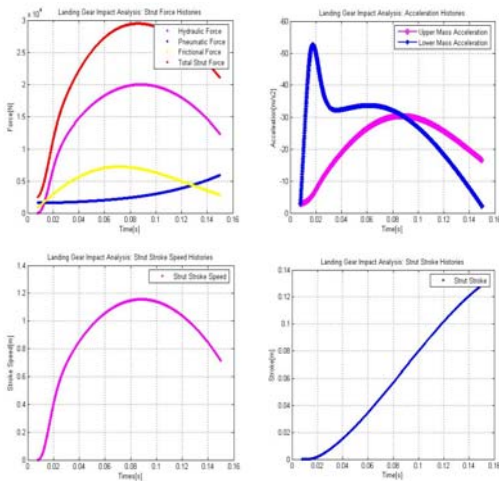 Landing Gear Impact Analysis: Strut Force Histories
x 10⁴
3
2.5
2
1.5
1
0.5
0
Force[N]
Hydraulic Force
Pneumatic Force
Frictional Force
Total Strut Force
0 0.02 0.04 0.06 0.08 0.1 0.12 0.14 0.16
Time[s]
Landing Gear Impact Analysis: Acceleration Histories
-60
-50
-40
-30
-20
-10
0
Upper Mass Acceleration
Lower Mass Acceleration
0 0.02 0.04 0.06 0.08 0.1 0.12 0.14 0.16
Time[s]
Landing Gear Impact Analysis: Strut Stroke Speed Histories
1.4
1.2
1
0.8
0.6
0.4
0.2
0
Stroke Speed[m]
Strut Stroke Speed
0 0.02 0.04 0.06 0.08 0.1 0.12 0.14 0.16
Times[s]
Landing Gear Impact Analysis: Strut Stroke Histories
0.14
0.12
0.1
0.08
0.06
0.04
0.02
0
Stroke[m]
Strut Stroke
0 0.02 0.04 0.06 0.08 0.1 0.12 0.14 0.16
Time[s]